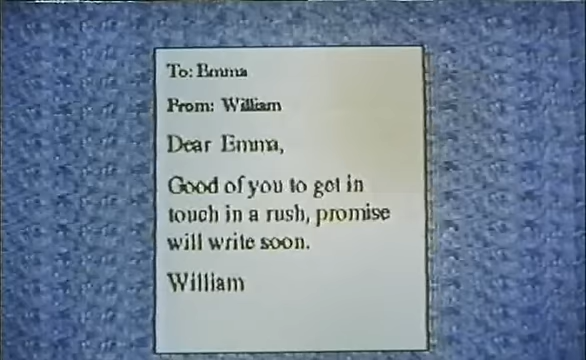 To: Emma
From: William
Dear Emma,
Good of you to get in
touch in a rush, promise
will write soon.
William